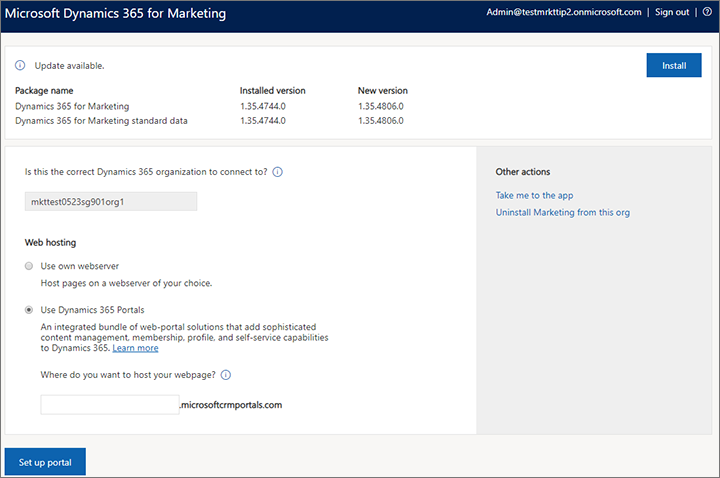 Microsoft Dynamics 365 for Marketing
Admin@testmrkttip2.onmicrosoft.com | Sign out | ?
Update available.
Install
Package name Installed version New version
Dynamics 365 for Marketing 1.35.4744.0 1.35.4806.0
Dynamics 365 for Marketing standard data 1.35.4744.0 1.35.4806.0
Is this the correct Dynamics 365 organization to connect to?
mkttest0523sg901org1
Web hosting
Use own webserver
Host pages on a webserver of your choice.
Use Dynamics 365 Portals
An integrated bundle of web-portal solutions that add sophisticated
content management, membership, profile, and self-service capabilities
to Dynamics 365. Learn more
Where do you want to host your webpage?
.microsoftcrmportals.com
Other actions
Take me to the app
Uninstall Marketing from this org
Set up portal